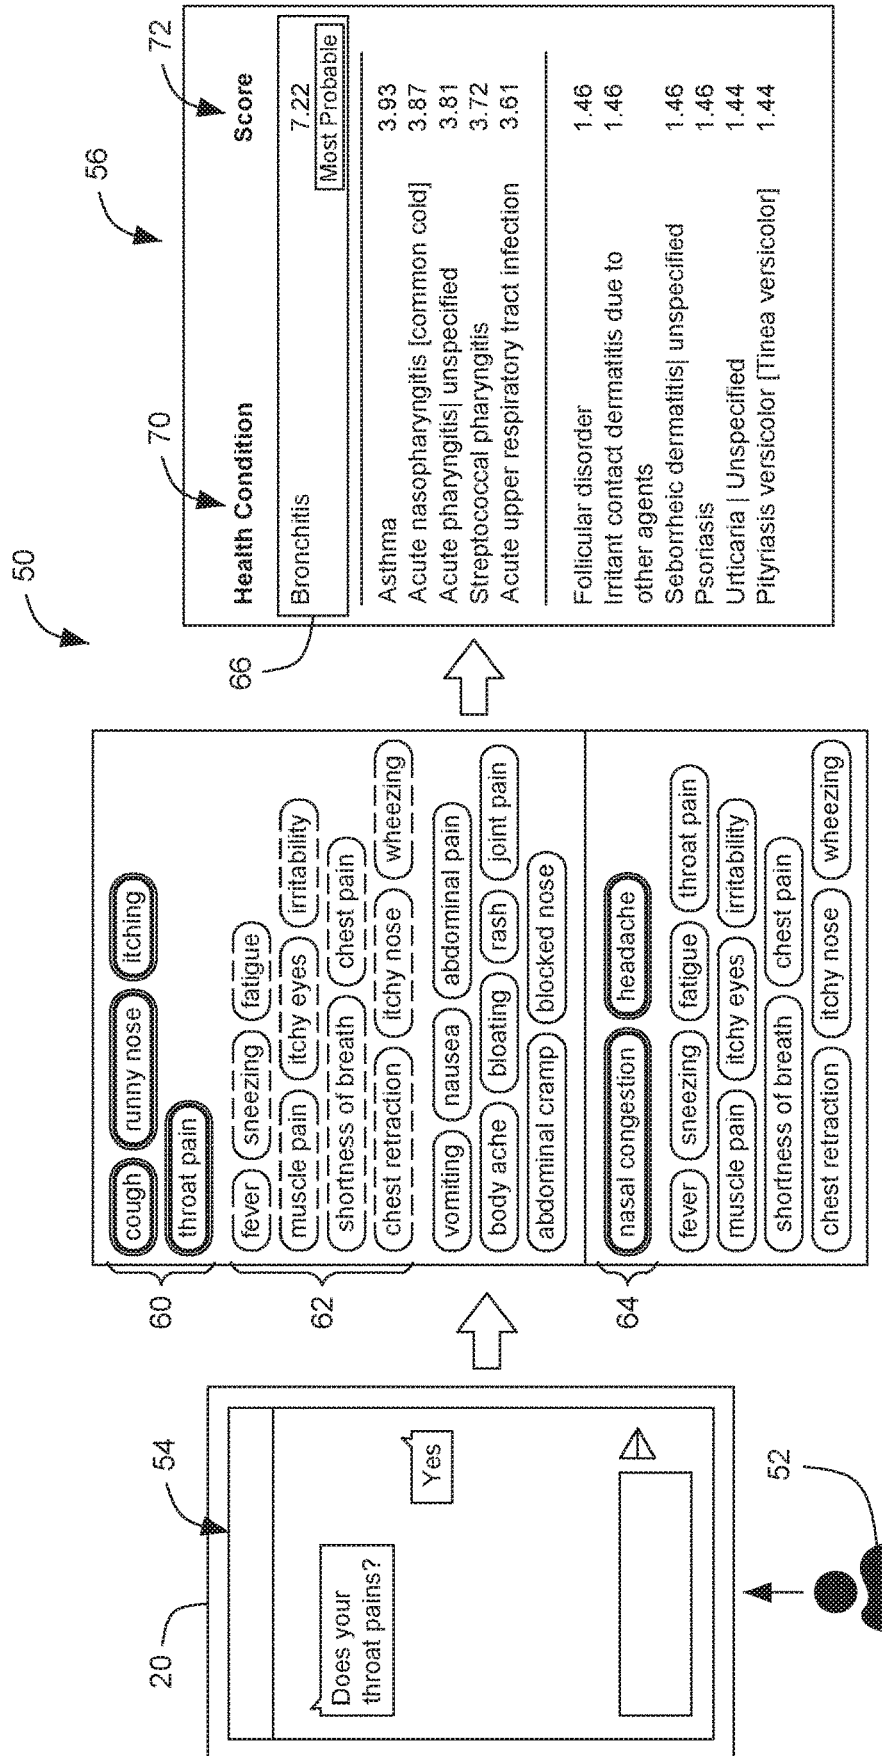 50
20
54
Does your
throat pains?
Yes
52
60
cough runny nose itching
throat pain
62
fever sneezing fatigue
muscle pain itchy eyes irritability
shortness of breath chest pain
chest retraction itchy nose wheezing
vomiting nausea abdominal pain
body ache bloating rash joint pain
abdominal cramp blocked nose
64
nasal congestion headache
fever sneezing fatigue throat pain
muscle pain itchy eyes irritability
shortness of breath chest pain
chest retraction itchy nose wheezing
56
70
72
Health Condition Score
66
Bronchitis 7.22
Most Probable
Asthma 3.93
Acute nasopharyngitis [common cold] 3.87
Acute pharyngitis| unspecified 3.81
Streptococcal pharyngitis 3.72
Acute upper respiratory tract infection 3.61
Follicular disorder 1.46
Irritant contact dermatitis due to 1.46
other agents
Seborrheic dermatitis| unspecified 1.46
Psoriasis 1.46
Urticaria | Unspecified 1.44
Pityriasis versicolor [Tinea versicolor] 1.44